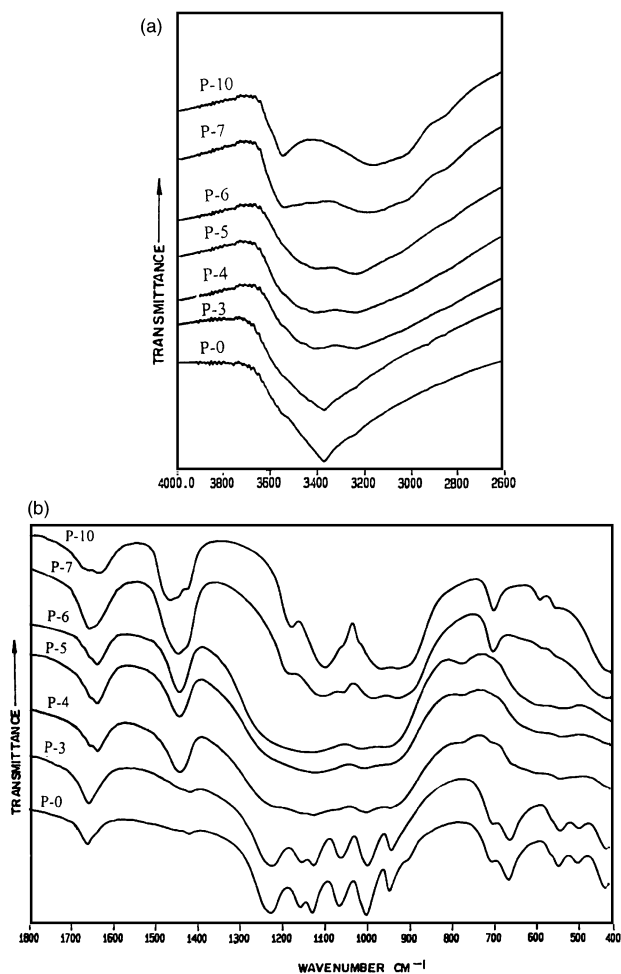 (a)
P-10
P-7
P-6
P-5
P-4
P-3
P-0
TRANSMITTANCE
4000.0 3600 3400 3200 3000 2800 2600
(b)
P-10
P-7
P-6
P-5
P-4
P-3
P-0
TRANSMITTANCE
1800 1700 1600 1500 1400 1300 1200 1100 1000 900 800 700 600 500 400
WAVENUMBER CM⁻¹